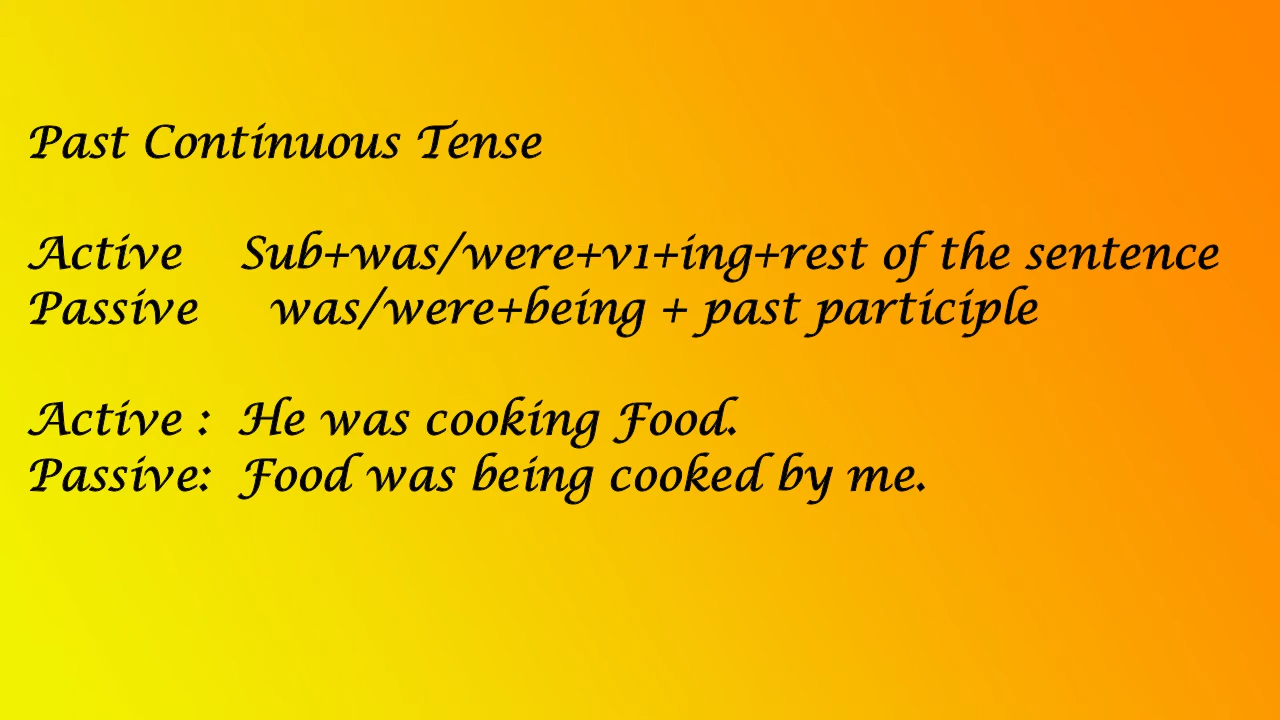 Past Continuous Tense
Active Sub+was/were+v1+ing+rest of the sentence
Passive was/were+being + past participle
Active : He was cooking Food.
Passive: Food was being cooked by me.